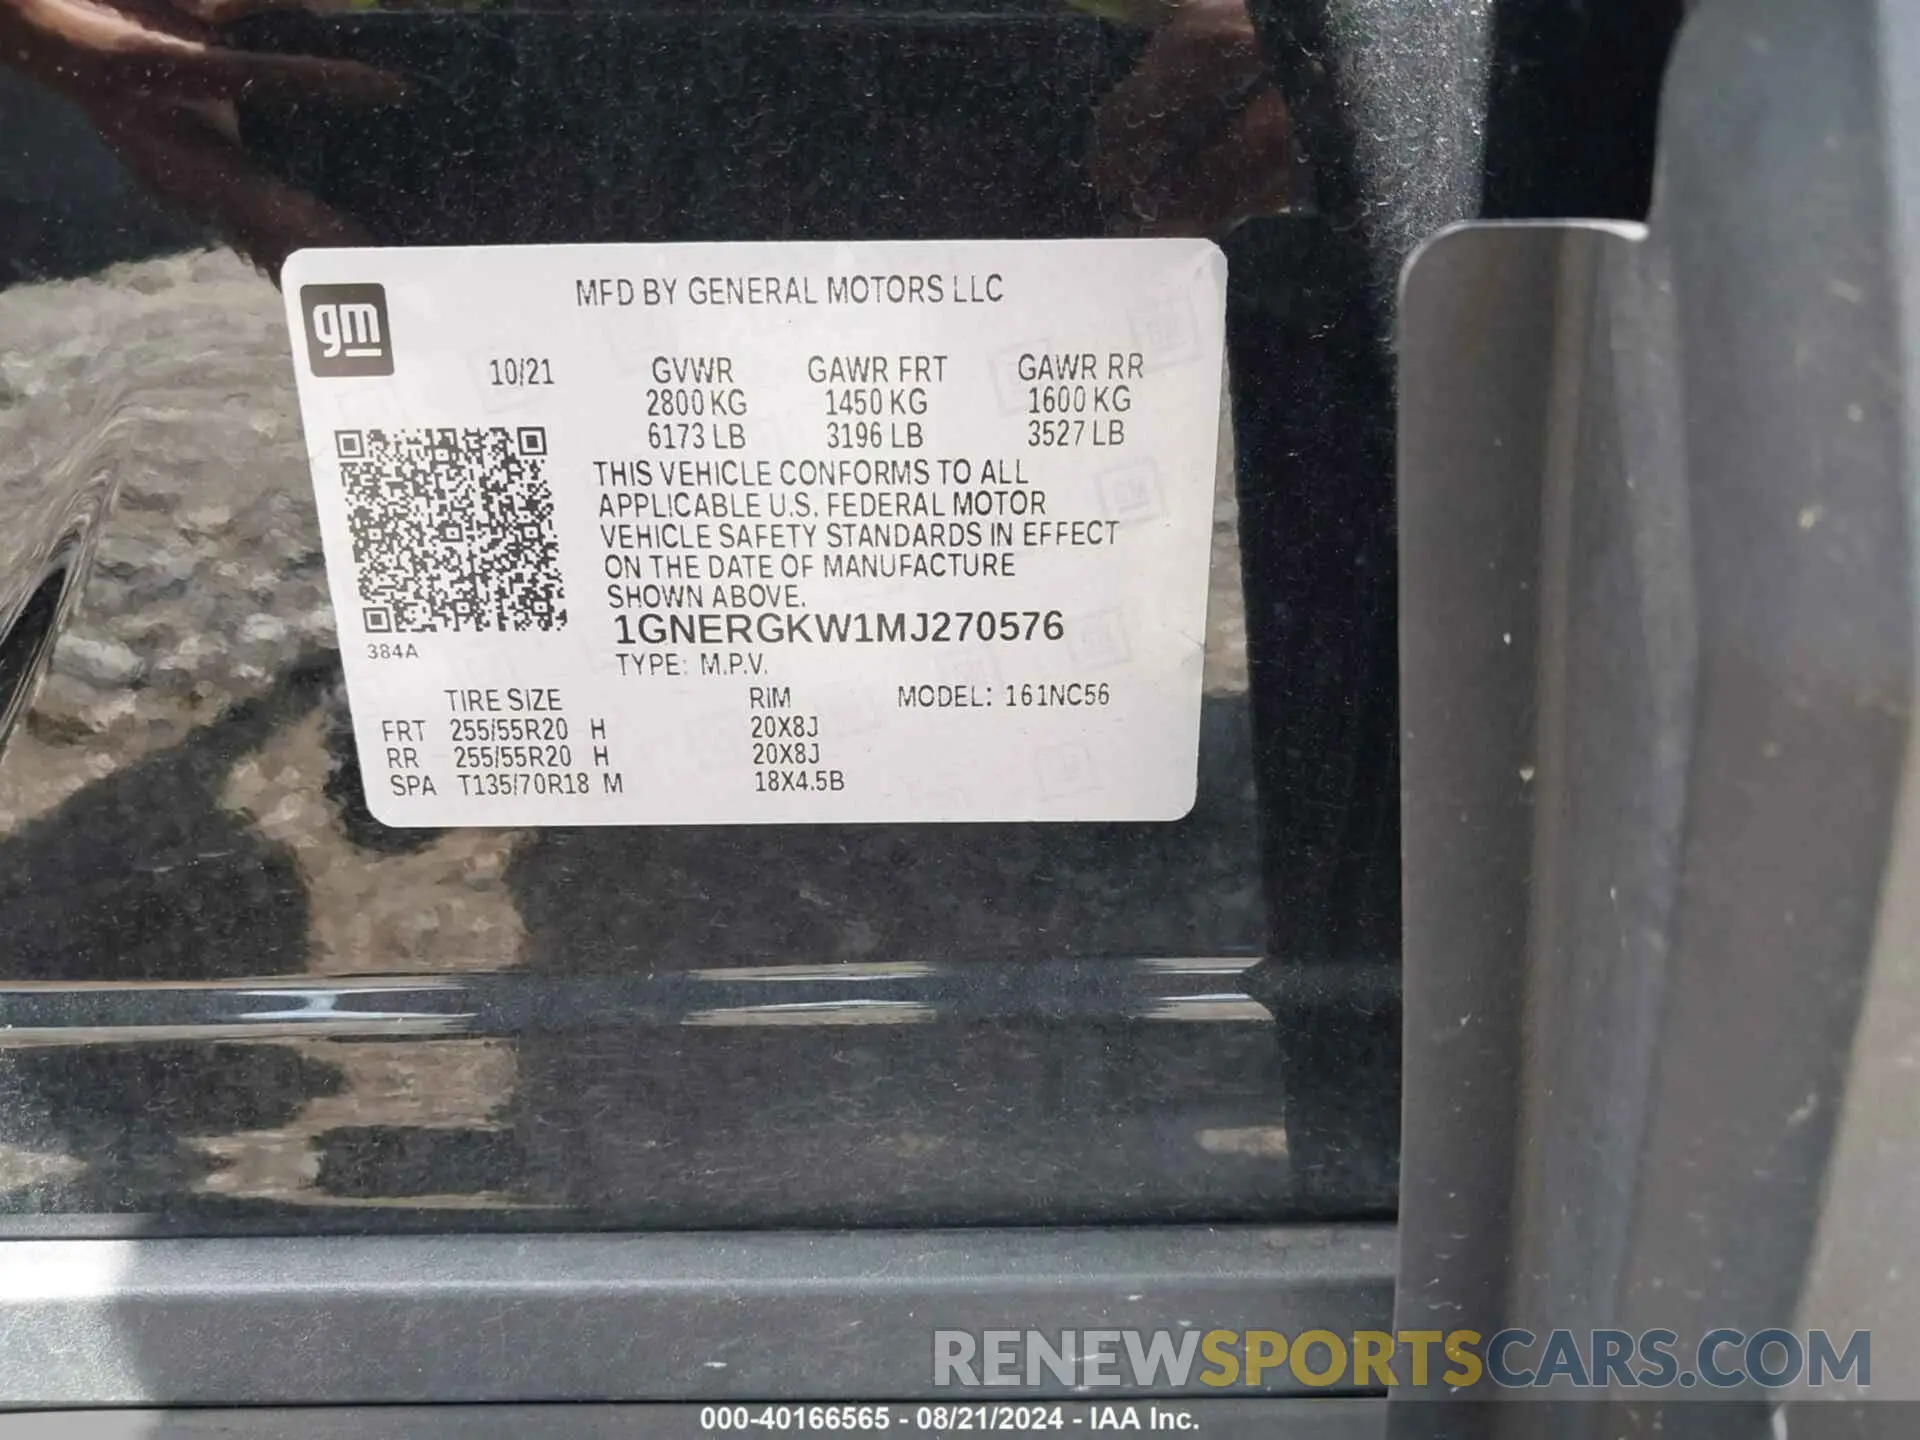 MFD BY GENERAL MOTORS LLC
gm
10/21 GVWR GAWR FRT GAWR RR
2800 KG 1450 KG 1600 KG
6173 LB 3196 LB 3527 LB
THIS VEHICLE CONFORMS TO ALL
APPLICABLE U.S. FEDERAL MOTOR
VEHICLE SAFETY STANDARDS IN EFFECT
ON THE DATE OF MANUFACTURE
SHOWN ABOVE.
1GNERGKW1MJ270576
384A
TYPE: M.P.V.
TIRE SIZE RIM MODEL: 161NC56
FRT 255/55R20 H 20X8J
RR 255/55R20 H 20X8J
SPA T135/70R18 M 18X4.5B
RENEWSPORTSCARS.COM
000-40166565 - 08/21/2024 - IAA Inc.